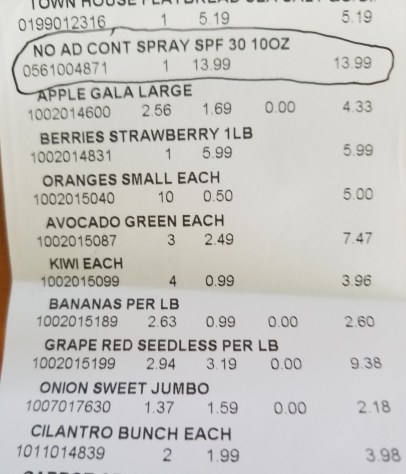 TOWN HOUSE FLATBREAD SEA SALT
0199012316 1 5.19 5.19
NO AD CONT SPRAY SPF 30 10OZ
0561004871 1 13.99 13.99
APPLE GALA LARGE
1002014600 2.56 1.69 0.00 4.33
BERRIES STRAWBERRY 1LB
1002014831 1 5.99 5.99
ORANGES SMALL EACH
1002015040 10 0.50 5.00
AVOCADO GREEN EACH
1002015087 3 2.49 7.47
KIWI EACH
1002015099 4 0.99 3.96
BANANAS PER LB
1002015189 2.63 0.99 0.00 2.60
GRAPE RED SEEDLESS PER LB
1002015199 2.94 3.19 0.00 9.38
ONION SWEET JUMBO
1007017630 1.37 1.59 0.00 2.18
CILANTRO BUNCH EACH
1011014839 2 1.99 3.98